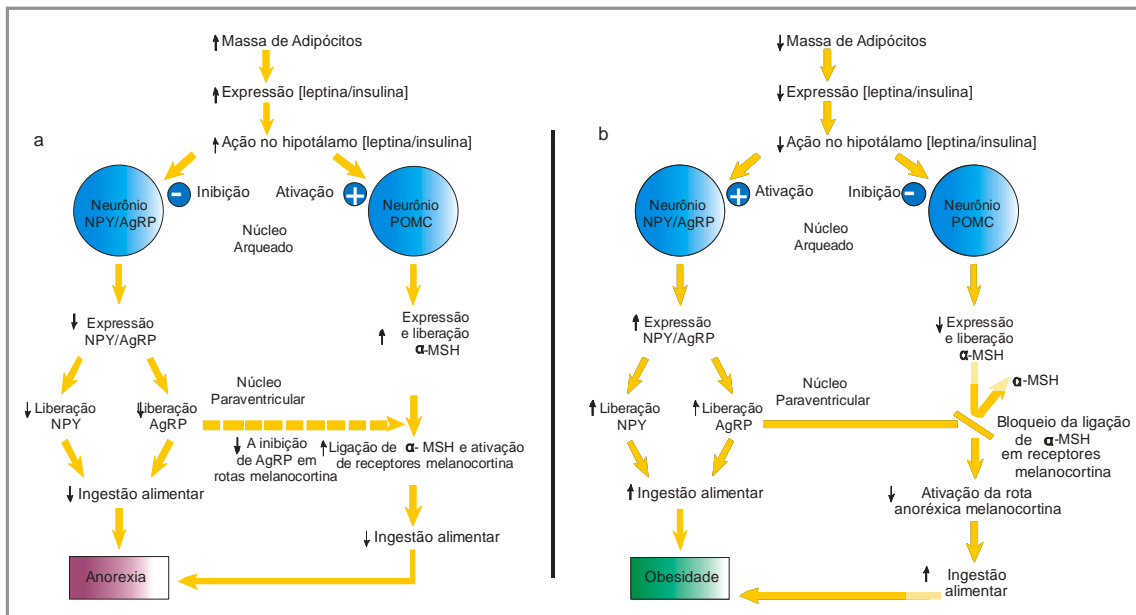 a
↑ Massa de Adipócitos
↑ Expressão [leptina/insulina]
↑ Ação no hipotálamo [leptina/insulina]
Neurônio
NPY/AgRP
- Inibição
Ativação +
Neurônio
POMC
Núcleo
Arqueado
↓ Expressão
NPY/AgRP
↑ Expressão
e liberação
α-MSH
↓ Liberação
NPY
↓ Liberação
AgRP
Núcleo
Paraventricular
↓ A inibição
de AgRP em
rotas melanocortina
↑ Ligação de α- MSH e ativação
de receptores melanocortina
↓ Ingestão alimentar
↓ Ingestão alimentar
Anorexia
b
↓ Massa de Adipócitos
↓ Expressão [leptina/insulina]
↓ Ação no hipotálamo [leptina/insulina]
Neurônio
NPY/AgRP
+ Ativação
Inibição -
Neurônio
POMC
Núcleo
Arqueado
↑ Expressão
NPY/AgRP
↓ Expressão
e liberação
α-MSH
α-MSH
↑ Liberação
NPY
↑ Liberação
AgRP
Núcleo
Paraventricular
Bloqueio da ligação
de α-MSH
em receptores
melanocortina
↑ Ingestão alimentar
↓ Ativação da rota
anoréxica melanocortina
Obesidade
↑ Ingestão
alimentar